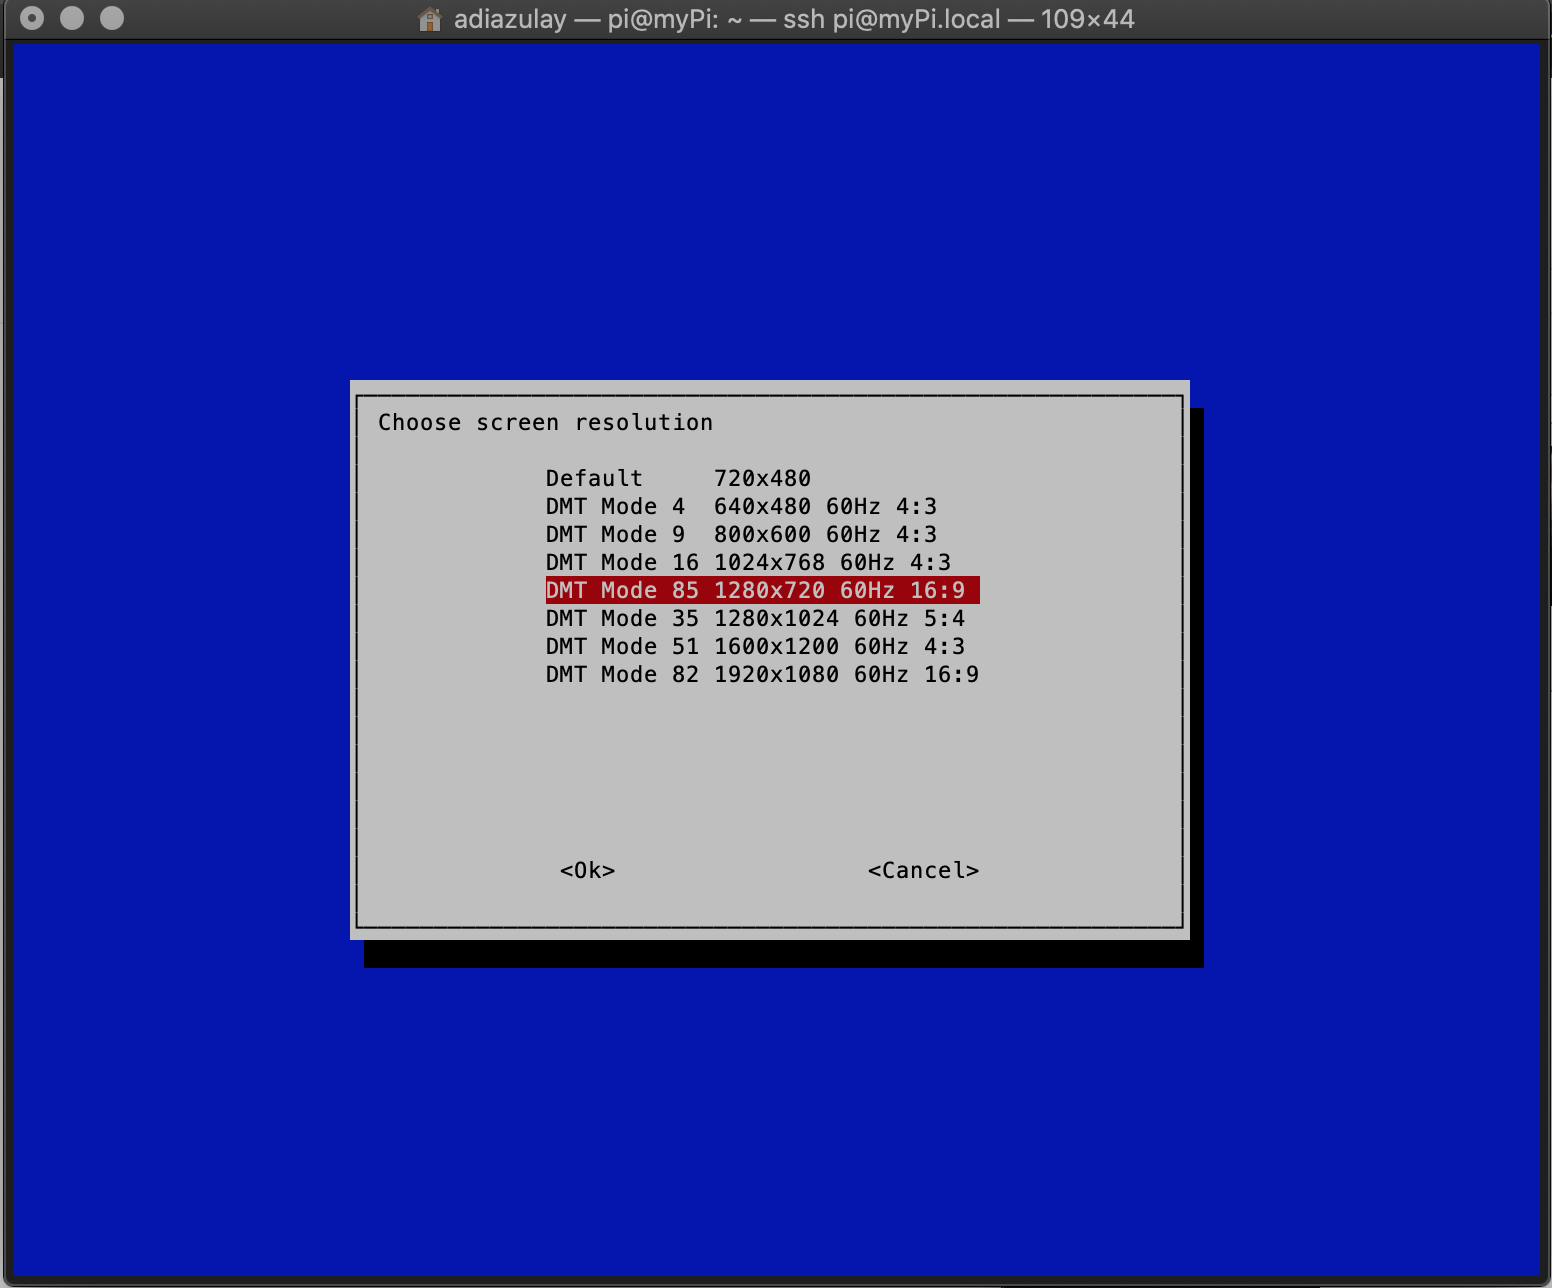 adiazulay — pi@myPi: ~ — ssh pi@myPi.local — 109×44
Choose screen resolution
Default 720x480
DMT Mode 4 640x480 60Hz 4:3
DMT Mode 9 800x600 60Hz 4:3
DMT Mode 16 1024x768 60Hz 4:3
DMT Mode 85 1280x720 60Hz 16:9
DMT Mode 35 1280x1024 60Hz 5:4
DMT Mode 51 1600x1200 60Hz 4:3
DMT Mode 82 1920x1080 60Hz 16:9
<Ok> <Cancel>